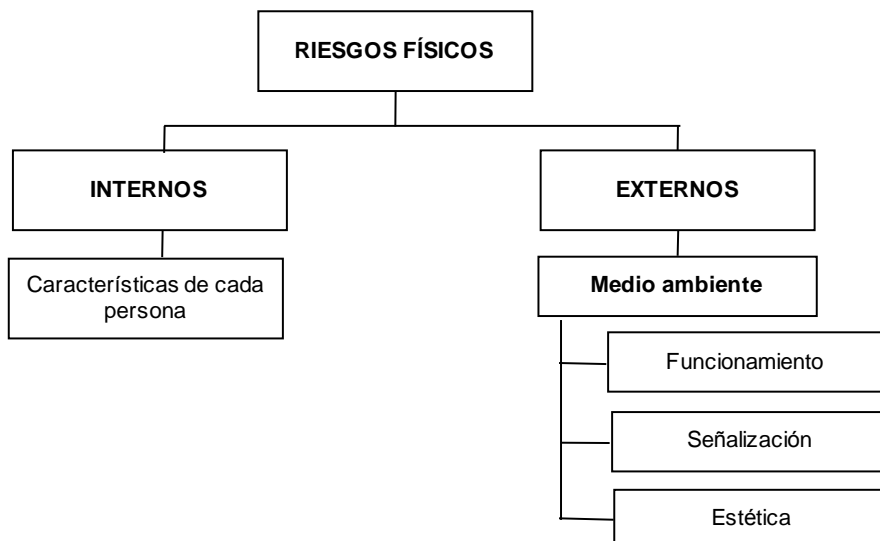 RIESGOS FÍSICOS
INTERNOS
EXTERNOS
Características de cada
persona
Medio ambiente
Funcionamiento
Señalización
Estética